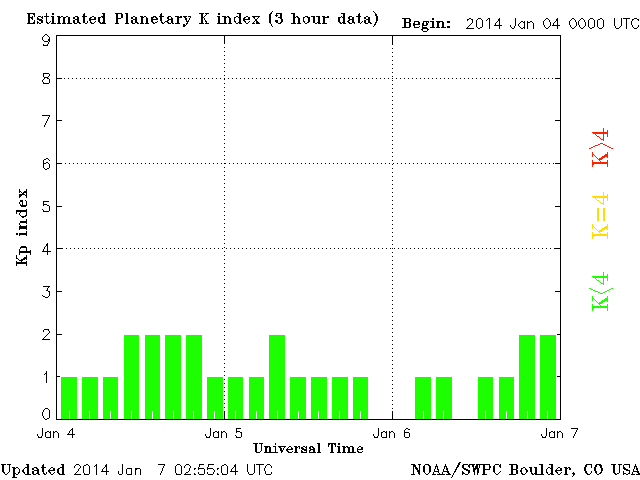 Estimated Planetary K index (3 hour data) Begin: 2014 Jan 04 0000 UTC
9
8
7
6
5
4
3
2
1
0
Kp index
K>4
K=4
K<4
Jan 4 Jan 5 Jan 6 Jan 7
Universal Time
Updated 2014 Jan 7 02:55:04 UTC NOAA/SWPC Boulder, CO USA